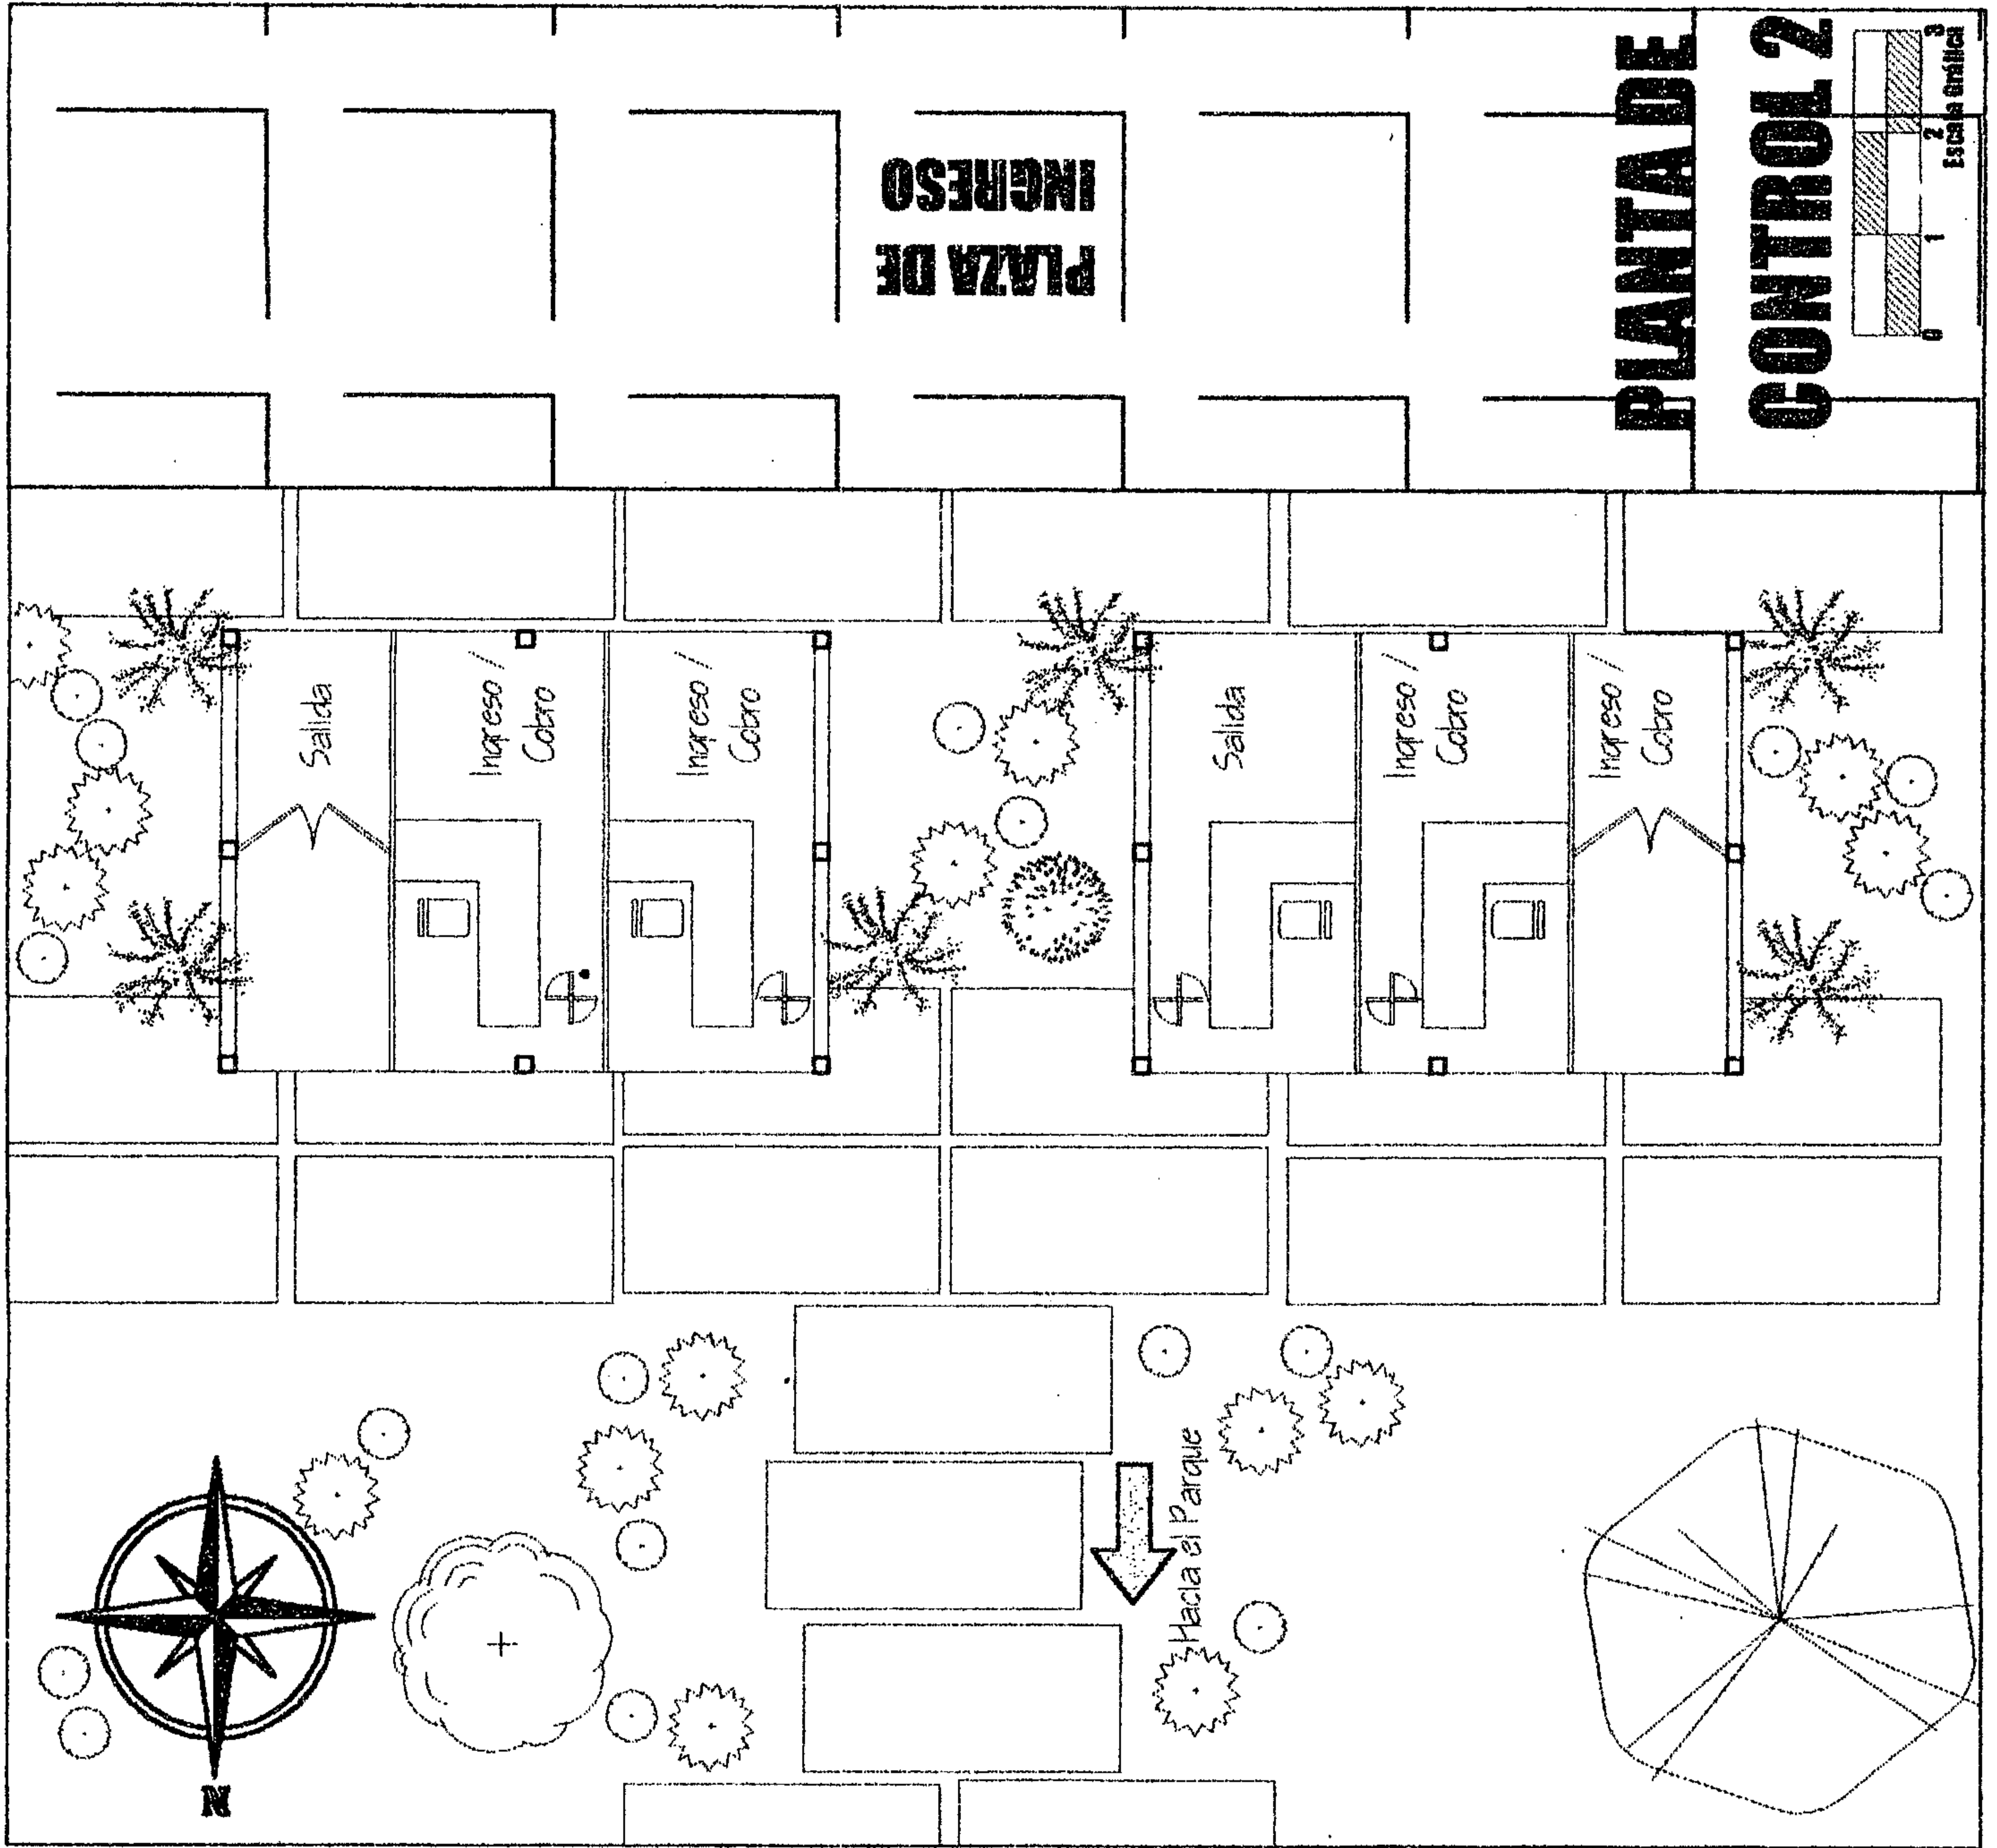 PLAZA DE
INGRESO
PLANTA DE
CONTROL 2
0 1 2 3
Escala Gráfica
Salida
Ingreso /
Cobro
Ingreso /
Cobro
Salida
Ingreso /
Cobro
Ingreso /
Cobro
Hacia el Parque
N